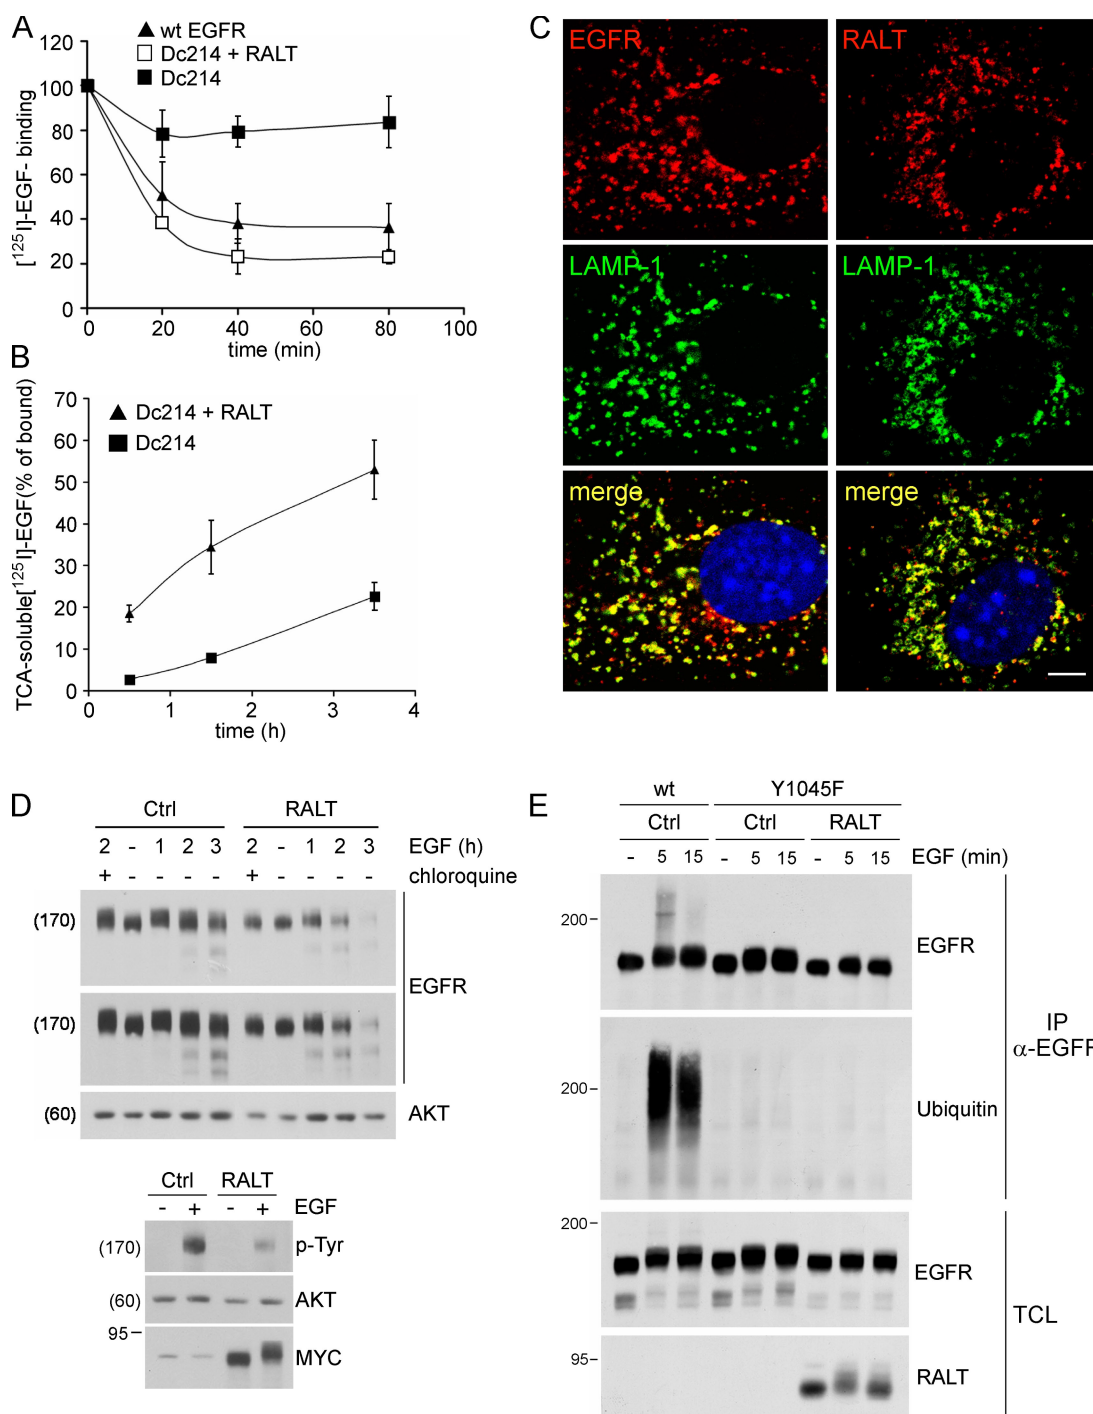 A
wt EGFR
Dc214 + RALT
Dc214
[125I]-EGF- binding
120
100
80
60
40
20
0
0 20 40 60 80 100
time (min)
B
Dc214 + RALT
Dc214
TCA-soluble[125I]-EGF(% of bound)
70
60
50
40
30
20
10
0
0 1 2 3 4
time (h)
C
EGFR RALT
LAMP-1 LAMP-1
merge merge
D
Ctrl RALT
2 - 1 2 3 2 - 1 2 3 EGF (h)
+ - - - - + - - - - chloroquine
(170)
(170)
EGFR
(60) AKT
Ctrl RALT
- + - + EGF
(170) p-Tyr
(60) AKT
95 MYC
E
wt Y1045F
Ctrl Ctrl RALT
- 5 15 - 5 15 - 5 15 EGF (min)
200 EGFR
200 Ubiquitin
IP
α-EGFR
200 EGFR
95 RALT
TCL